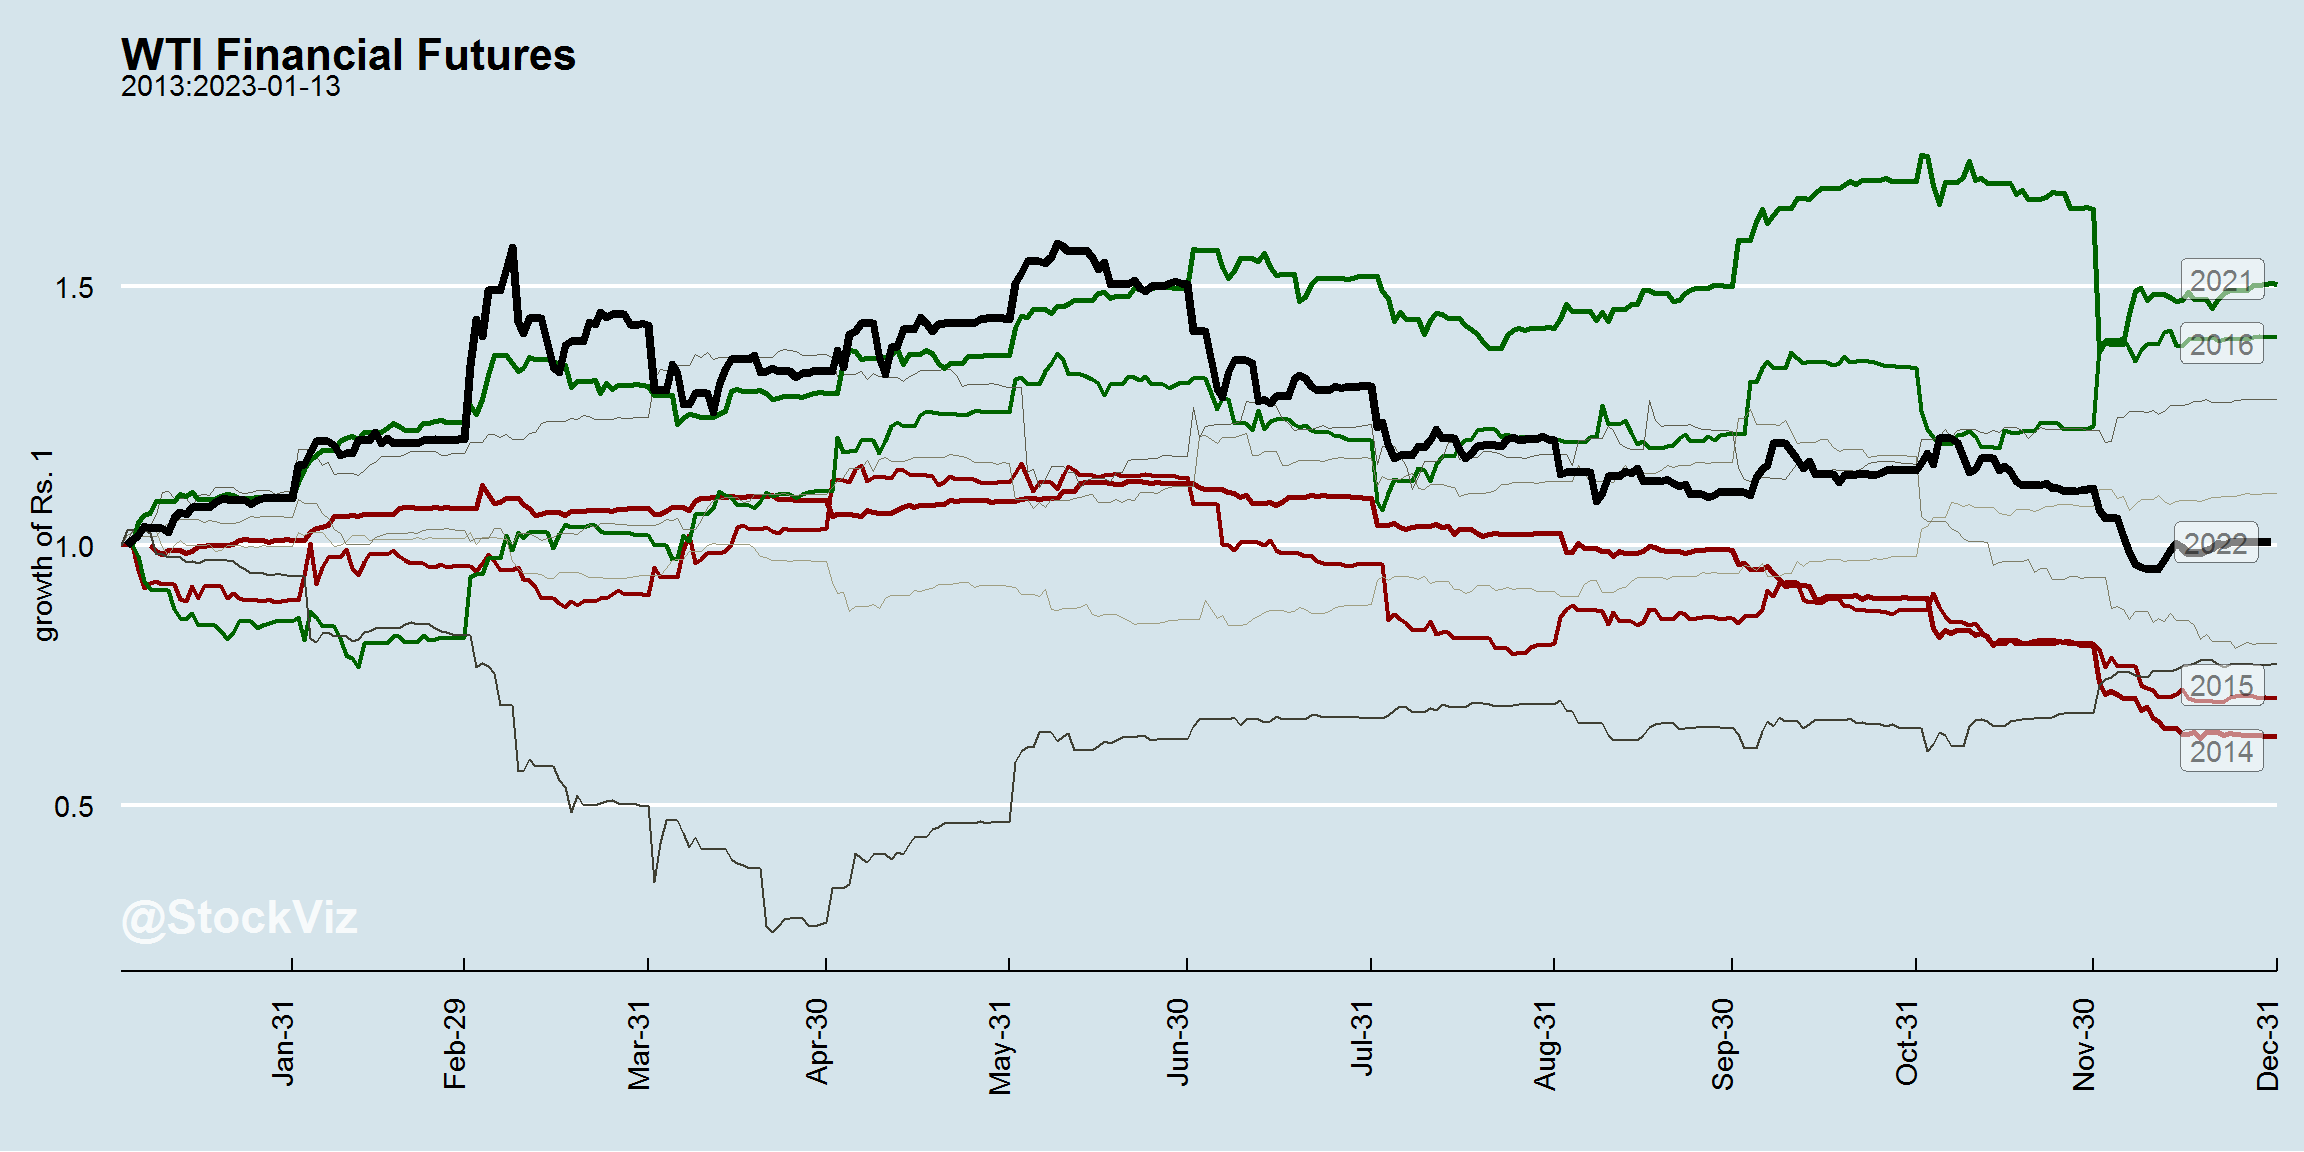 WTI Financial Futures
2013:2023-01-13
growth of Rs. 1
1.5
1.0
0.5
2021
2016
2022
2015
2014
@StockViz
Jan-31
Feb-29
Mar-31
Apr-30
May-31
Jun-30
Jul-31
Aug-31
Sep-30
Oct-31
Nov-30
Dec-31